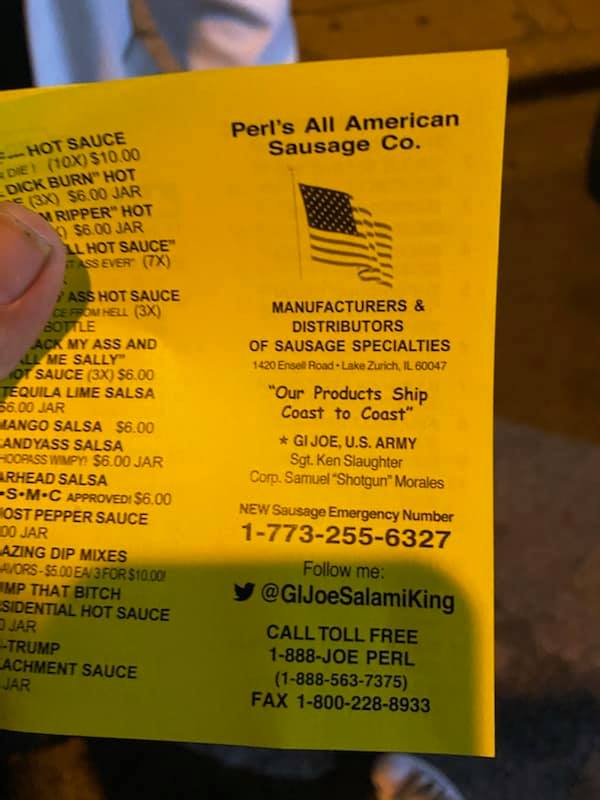 HOT SAUCE
DIE! (10X) $10.00
DICK BURN" HOT
(3X) $6.00 JAR
RIPPER" HOT
$6.00 JAR
HOT SAUCE"
ASS EVER" (7X)
ASS HOT SAUCE
FROM HELL (3X)
BOTTLE
MY ASS AND
ME SALLY"
SAUCE (3X) $6.00
TEQUILA LIME SALSA
$6.00 JAR
MANGO SALSA $6.00
CANDYASS SALSA
WIMPY! $6.00 JAR
SALSA
•S•M•C APPROVED! $6.00
PEPPER SAUCE
JAR
DIP MIXES
$5.00 EA/ 3 FOR $10.00!
THAT BITCH
HOT SAUCE
JAR
-TRUMP
SAUCE
JAR
Perl's All American
Sausage Co.
MANUFACTURERS &
DISTRIBUTORS
OF SAUSAGE SPECIALTIES
1420 Ensell Road • Lake Zurich, IL 60047
"Our Products Ship
Coast to Coast"
* GI JOE, U.S. ARMY
Sgt. Ken Slaughter
Corp. Samuel "Shotgun" Morales
NEW Sausage Emergency Number
1-773-255-6327
Follow me:
@GIJoeSalamiKing
CALL TOLL FREE
1-888-JOE PERL
(1-888-563-7375)
FAX 1-800-228-8933